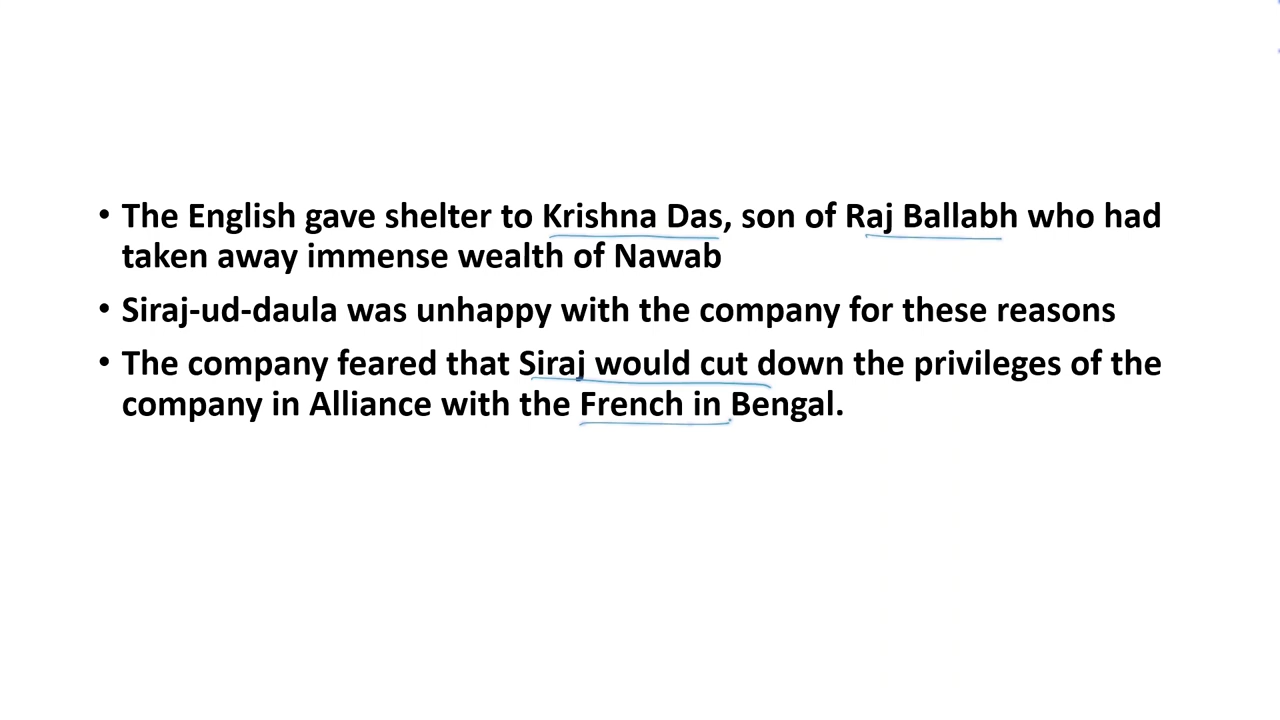 • The English gave shelter to Krishna Das, son of Raj Ballabh who had
taken away immense wealth of Nawab
• Siraj-ud-daula was unhappy with the company for these reasons
• The company feared that Siraj would cut down the privileges of the
company in Alliance with the French in Bengal.